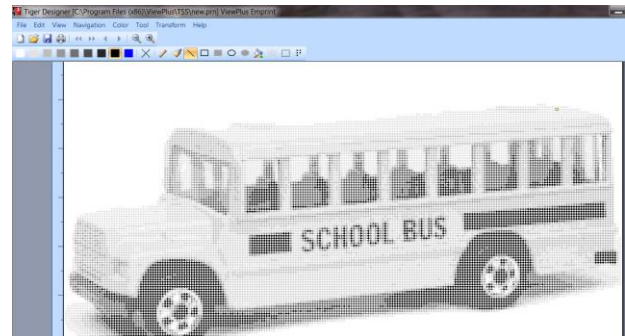 Tiger Designer [C:\Program Files (x86)\ViewPlus\TSS\new.prn] ViewPlus Emprint
File Edit View Navigation Color Tool Transform Help
SCHOOL BUS